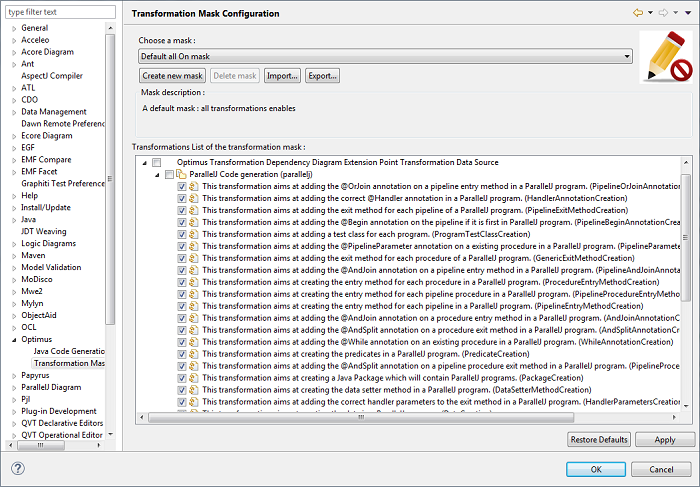 type filter text
General
Acceleo
Acore Diagram
Ant
AspectJ Compiler
ATL
CDO
Data Management
Dawn Remote Preference
Ecore Diagram
EGF
EMF Compare
EMF Facet
Graphiti Test Preference
Help
Install/Update
Java
JDT Weaving
Logic Diagrams
Maven
Model Validation
MoDisco
Mwe2
Mylyn
ObjectAid
OCL
Optimus
Java Code Generatio
Transformation Mas
Papyrus
ParallelJ Diagram
Pjl
Plug-in Development
QVT Declarative Editors
QVT Operational Editor
Transformation Mask Configuration
Choose a mask :
Default all On mask
Create new mask
Delete mask
Import...
Export...
Mask description :
A default mask : all transformations enables
Transformations List of the transformation mask :
Optimus Transformation Dependency Diagram Extension Point Transformation Data Source
ParallelJ Code generation (parallelj)
This transformation aims at adding the @OrJoin annotation on a pipeline entry method in a ParallelJ program. (PipelineOrJoinAnnotation
This transformation aims at adding the correct @Handler annotation in a ParallelJ program. (HandlerAnnotationCreation)
This transformation aims at adding the exit method for each pipeline of a ParallelJ program. (PipelineExitMethodCreation)
This transformation aims at adding the @Begin annotation on the pipeline if it is first in a ParallelJ program. (PipelineBeginAnnotationCr
This transformation aims at adding a test class for each program. (ProgramTestClassCreation)
This transformation aims at adding the @PipelineParameter annotation on a existing procedure in a ParallelJ program. (PipelineParamete
This transformation aims at adding the exit method for each procedure of a ParallelJ program. (GenericExitMethodCreation)
This transformation aims at adding the @AndJoin annotation on a pipeline entry method in a ParallelJ program. (PipelineAndJoinAnnota
This transformation aims at creating the entry method for each procedure in a ParallelJ program. (ProcedureEntryMethodCreation)
This transformation aims at creating the entry method for each pipeline procedure in a ParallelJ program. (PipelineProcedureEntryMetho
This transformation aims at creating the entry method for each pipeline in a ParallelJ program. (PipelineEntryMethodCreation)
This transformation aims at adding the @AndJoin annotation on a procedure entry method in a ParallelJ program. (AndJoinAnnotationC
This transformation aims at adding the @AndSplit annotation on a procedure exit method in a ParallelJ program. (AndSplitAnnotationCr
This transformation aims at adding the @While annotation on an existing procedure in a ParallelJ program. (WhileAnnotationCreation)
This transformation aims at creating the predicates in a ParallelJ program. (PredicateCreation)
This transformation aims at adding the @AndSplit annotation on a pipeline procedure exit method in a ParallelJ program. (PipelineProce
This transformation aims at creating a Java Package which will contain ParallelJ programs. (PackageCreation)
This transformation aims at creating the data setter method in a ParallelJ program. (DataSetterMethodCreation)
This transformation aims at adding the correct handler parameters to the exit method in a ParallelJ program. (HandlerParametersCreation)
Restore Defaults
Apply
OK
Cancel